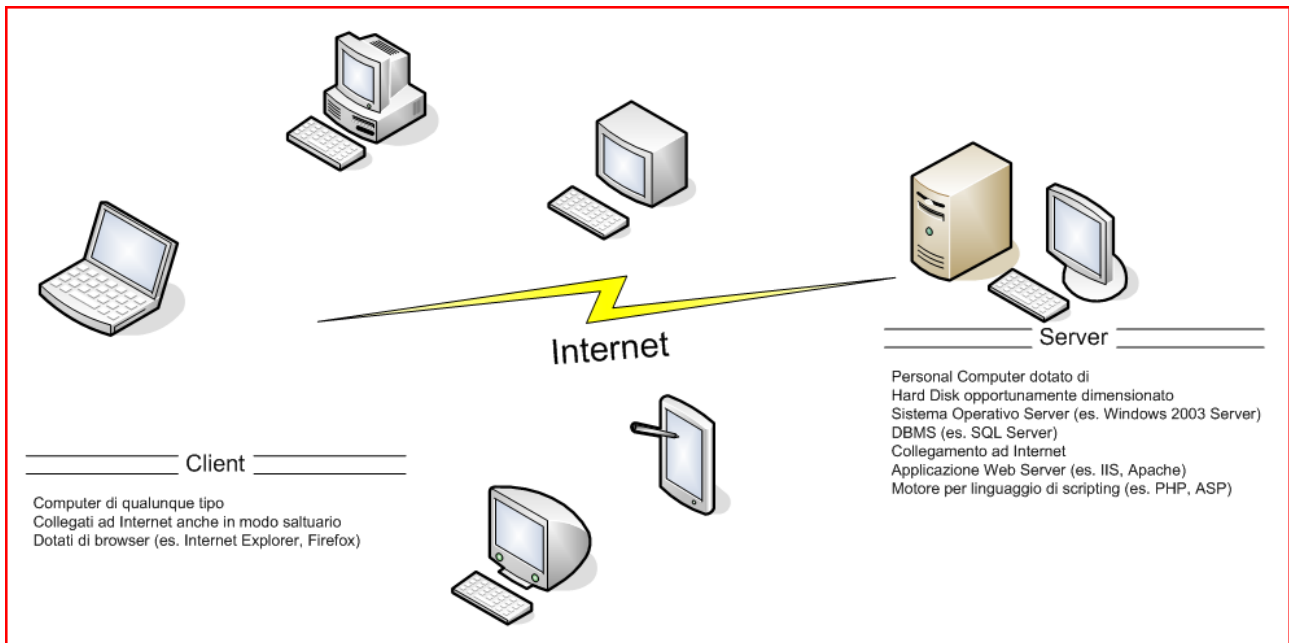 Internet
Server
Personal Computer dotato di
Hard Disk opportunamente dimensionato
Sistema Operativo Server (es. Windows 2003 Server)
DBMS (es. SQL Server)
Collegamento ad Internet
Applicazione Web Server (es. IIS, Apache)
Motore per linguaggio di scripting (es. PHP, ASP)
Client
Computer di qualunque tipo
Collegati ad Internet anche in modo saltuario
Dotati di browser (es. Internet Explorer, Firefox)